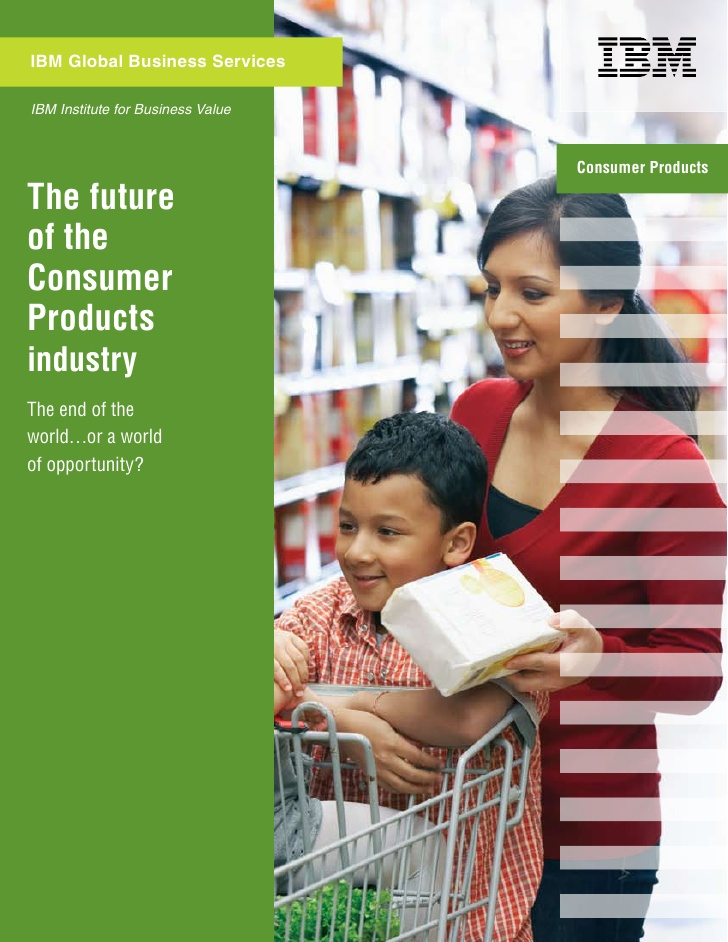 IBM Global Business Services
IBM
IBM Institute for Business Value
Consumer Products
The future
of the
Consumer
Products
industry
The end of the
world…or a world
of opportunity?